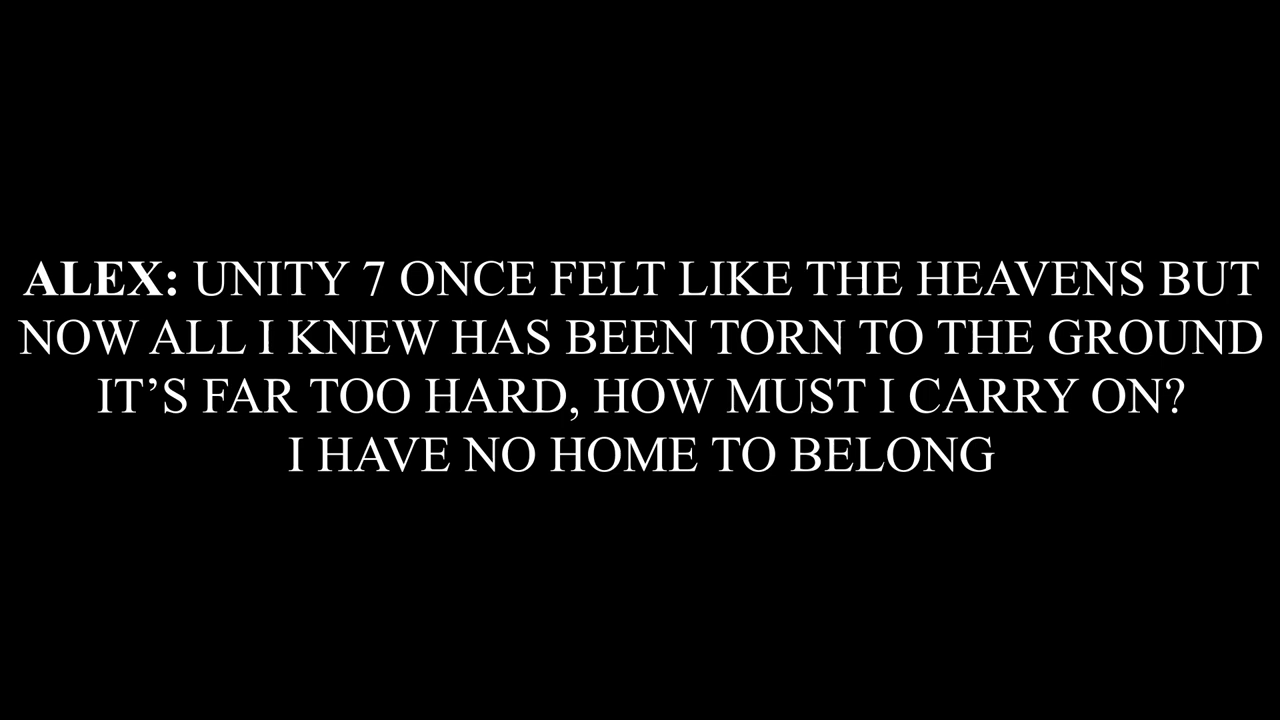 ALEX: UNITY 7 ONCE FELT LIKE THE HEAVENS BUT
NOW ALL I KNEW HAS BEEN TORN TO THE GROUND
IT’S FAR TOO HARD, HOW MUST I CARRY ON?
I HAVE NO HOME TO BELONG